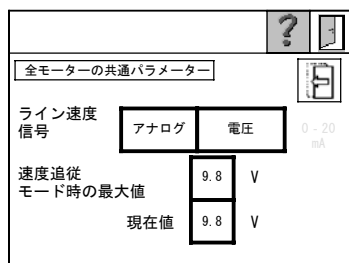 ?
全モーターの共通パラメーター
ライン速度
信号
アナログ
電圧
0 - 20
mA
速度追従
モード時の最大値
9.8 V
現在値 9.8 V